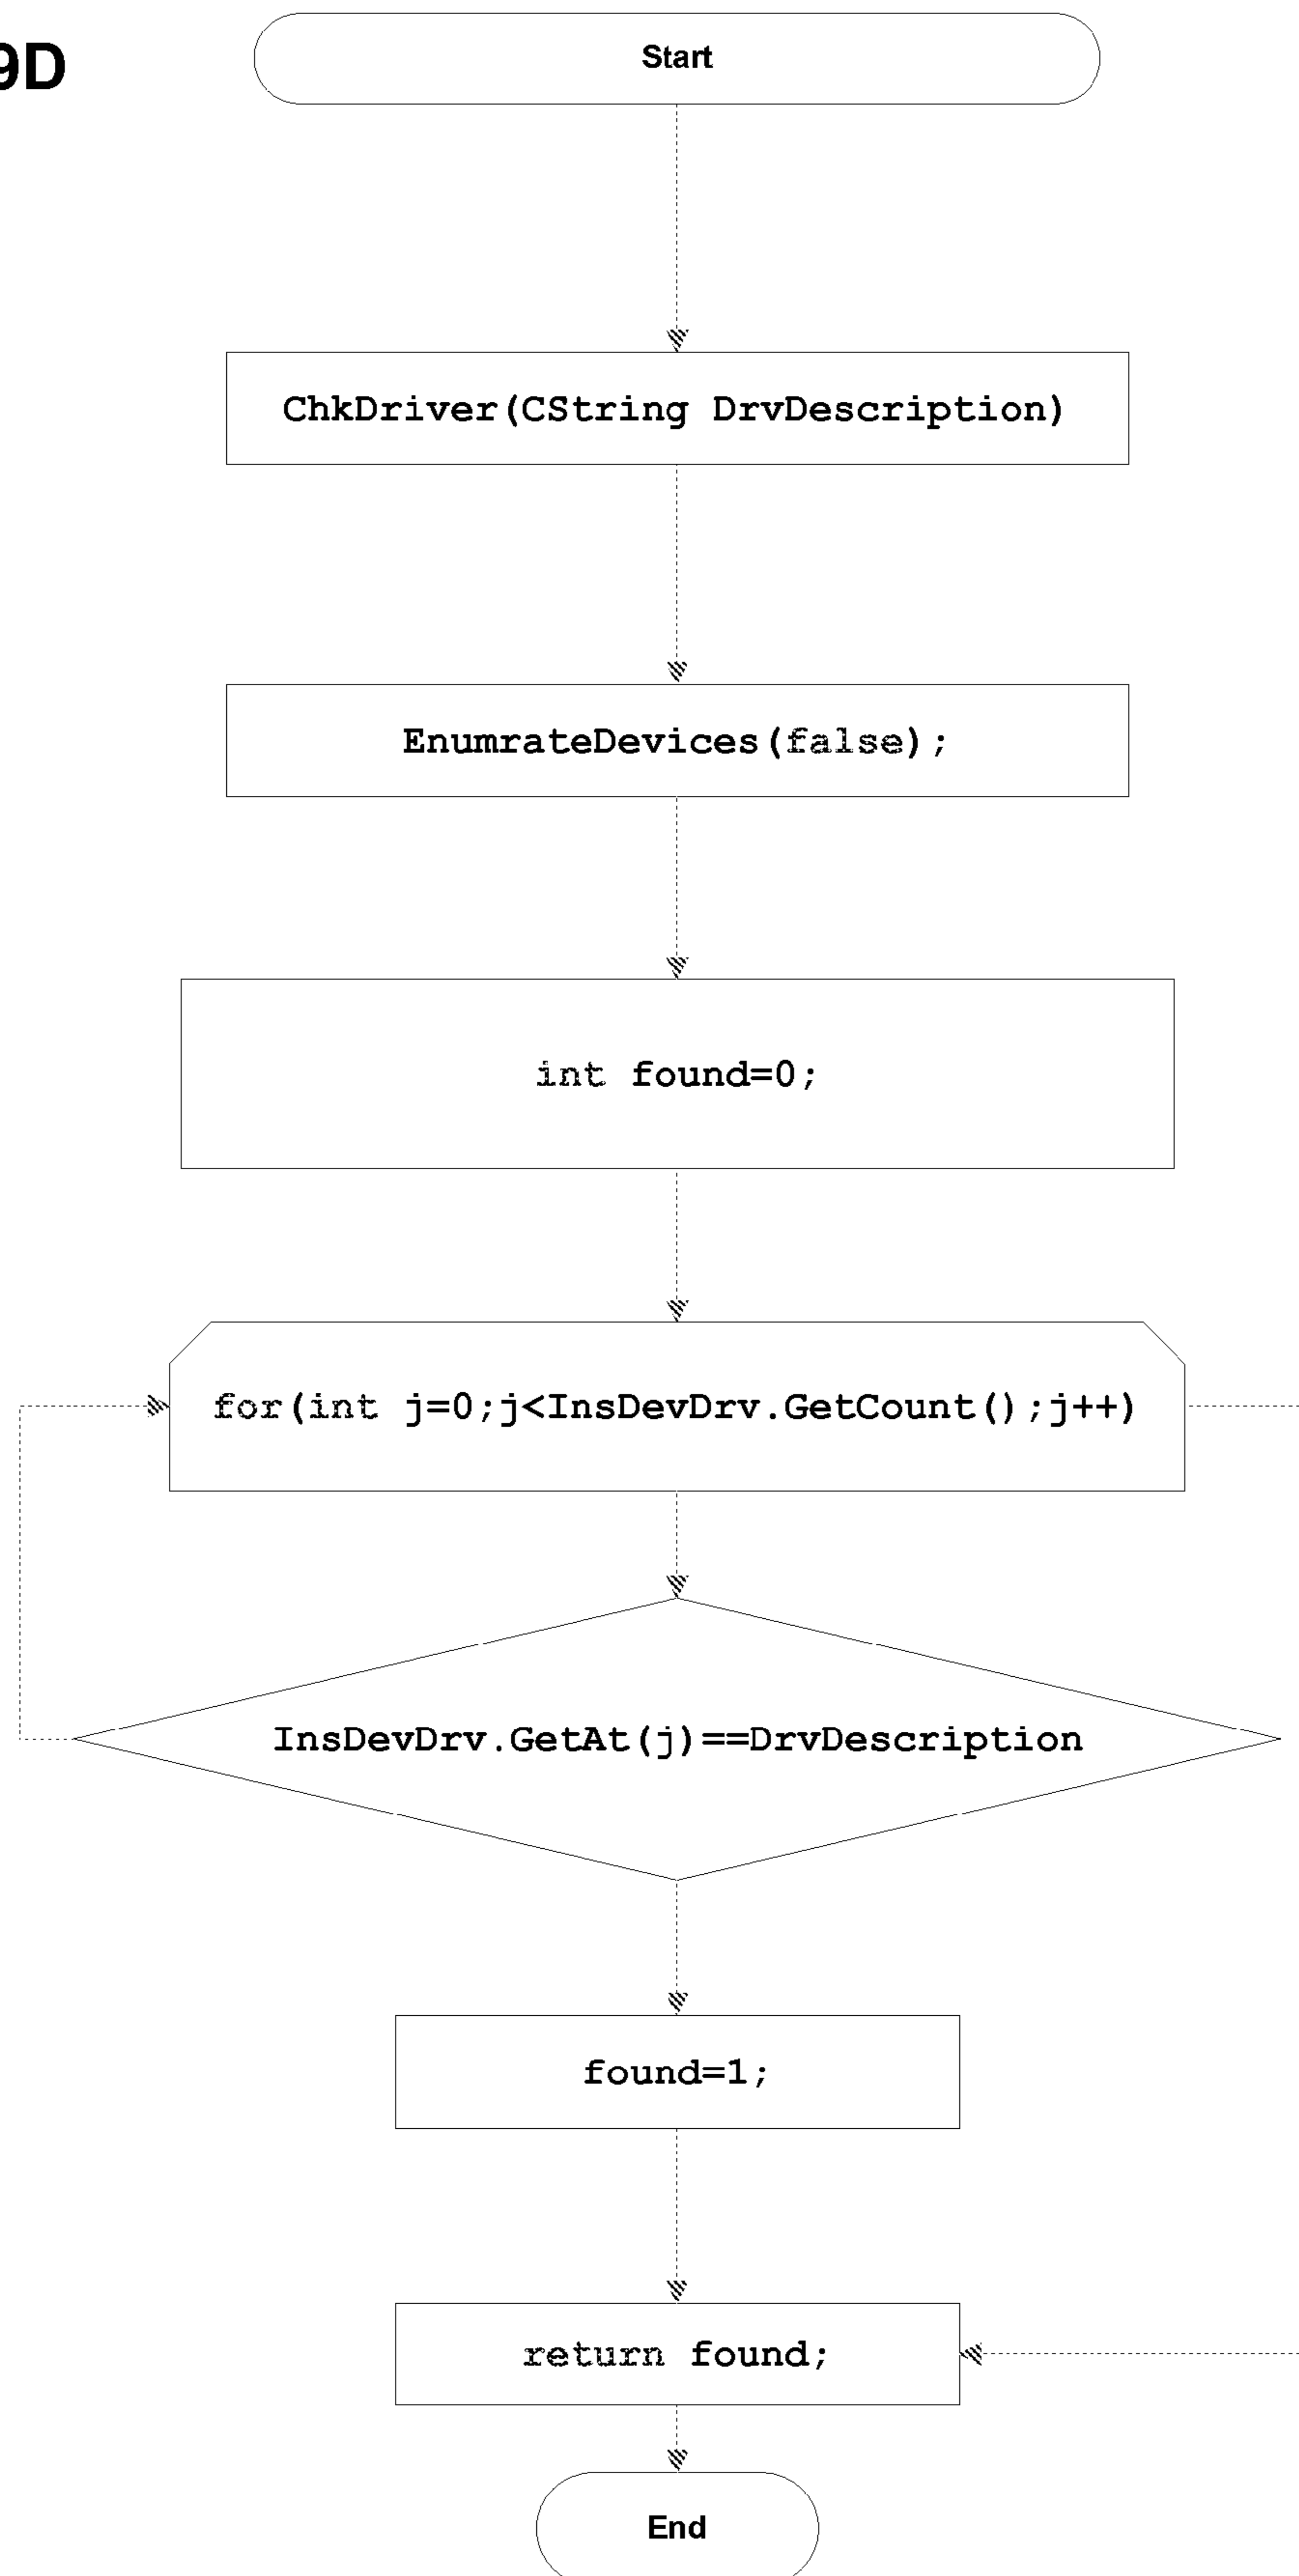 9D
Start
ChkDriver(CString DrvDescription)
EnumrateDevices(false);
int found=0;
for(int j=0;j<InsDevDrv.GetCount();j++)
InsDevDrv.GetAt(j)==DrvDescription
found=1;
return found;
End